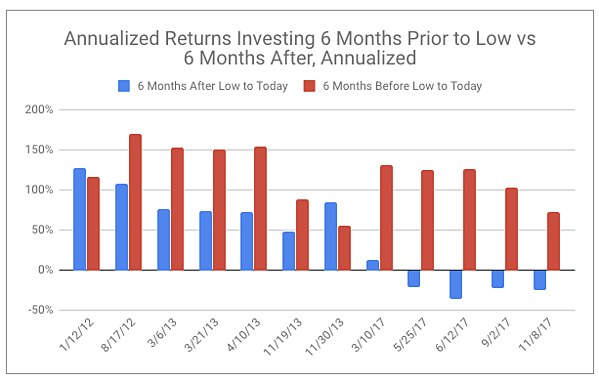 Annualized Returns Investing 6 Months Prior to Low vs
6 Months After, Annualized
6 Months After Low to Today 6 Months Before Low to Today
200%
150%
100%
50%
0%
-50%
1/12/12 8/17/12 3/6/13 3/21/13 4/10/13 11/19/13 11/30/13 3/10/17 5/25/17 6/12/17 9/2/17 11/8/17